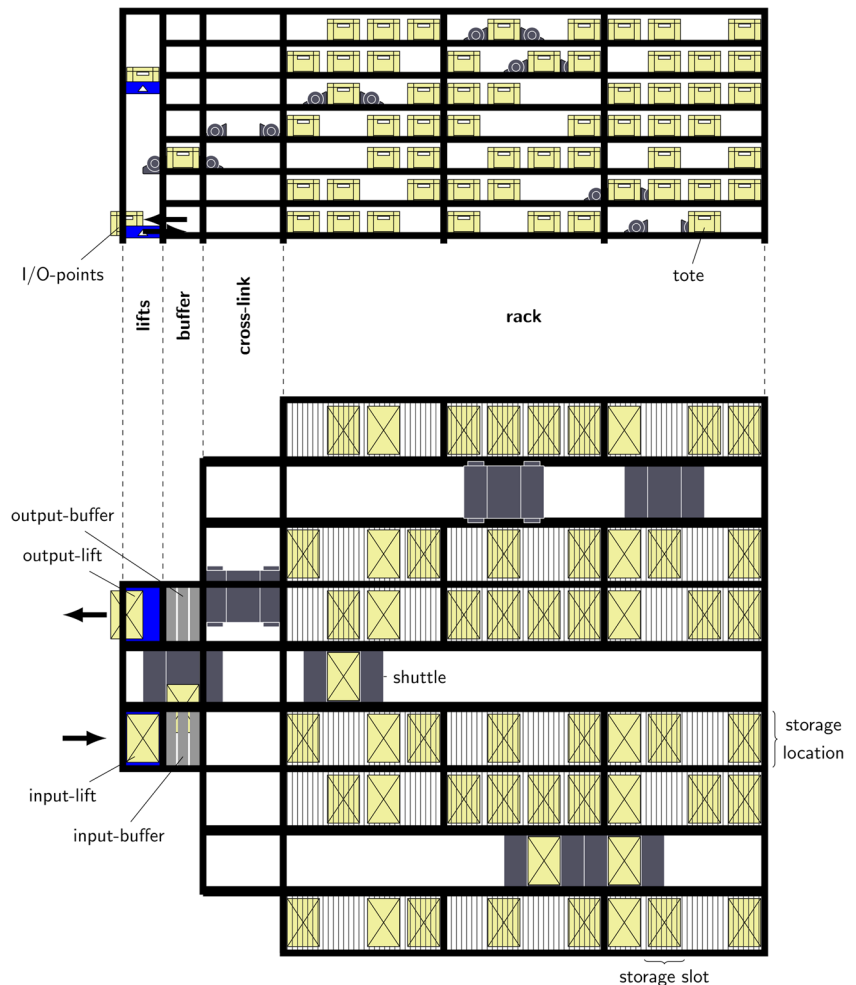 I/O-points
tote
lifts
buffer
cross-link
rack
output-buffer
output-lift
shuttle
storage
location
input-lift
input-buffer
storage slot